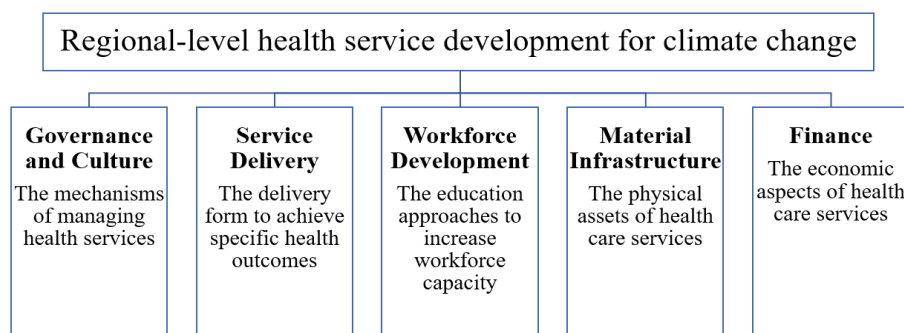 Regional-level health service development for climate change
Governance
and Culture
The mechanisms
of managing
health services
Service
Delivery
The delivery
form to achieve
specific health
outcomes
Workforce
Development
The education
approaches to
increase
workforce
capacity
Material
Infrastructure
The physical
assets of health
care services
Finance
The economic
aspects of health
care services